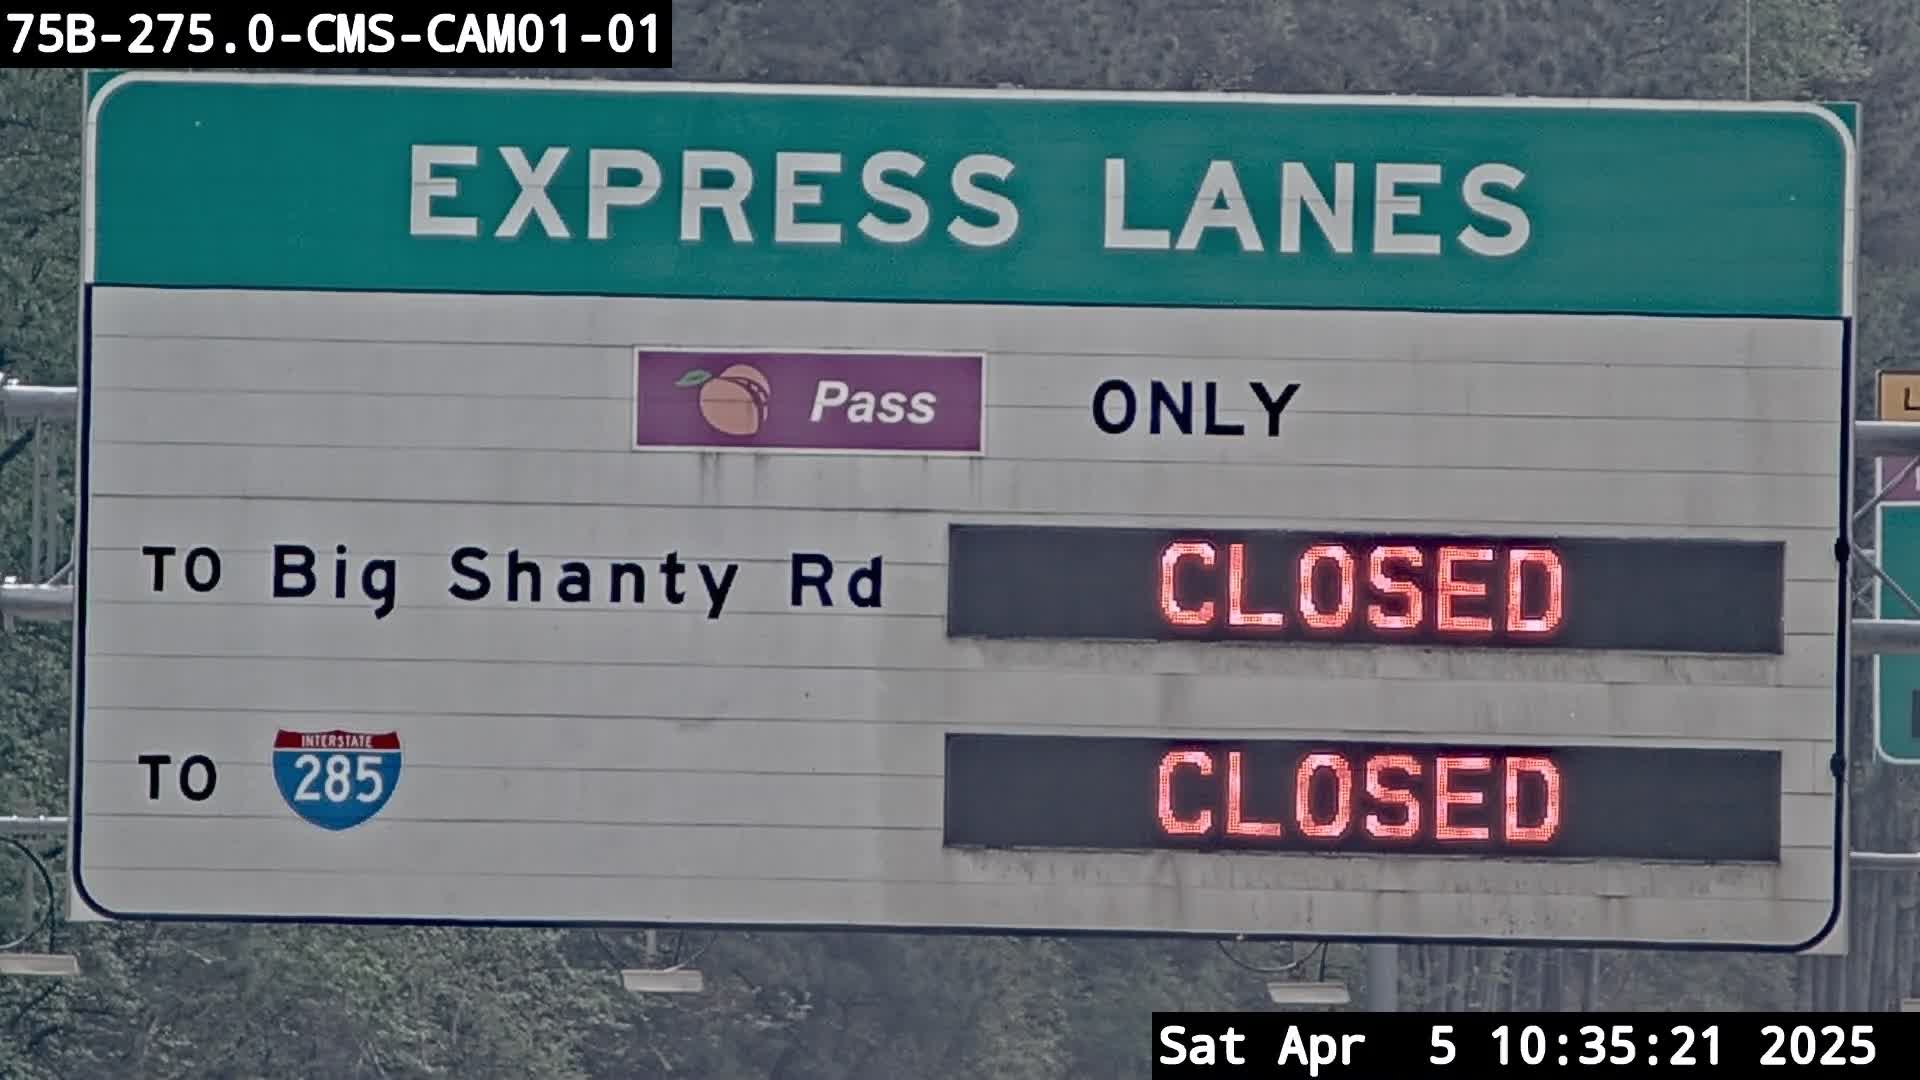 75B-275.0-CMS-CAM01-01
EXPRESS LANES
Pass ONLY
TO Big Shanty Rd CLOSED
TO INTERSTATE 285 CLOSED
Sat Apr 5 10:35:21 2025